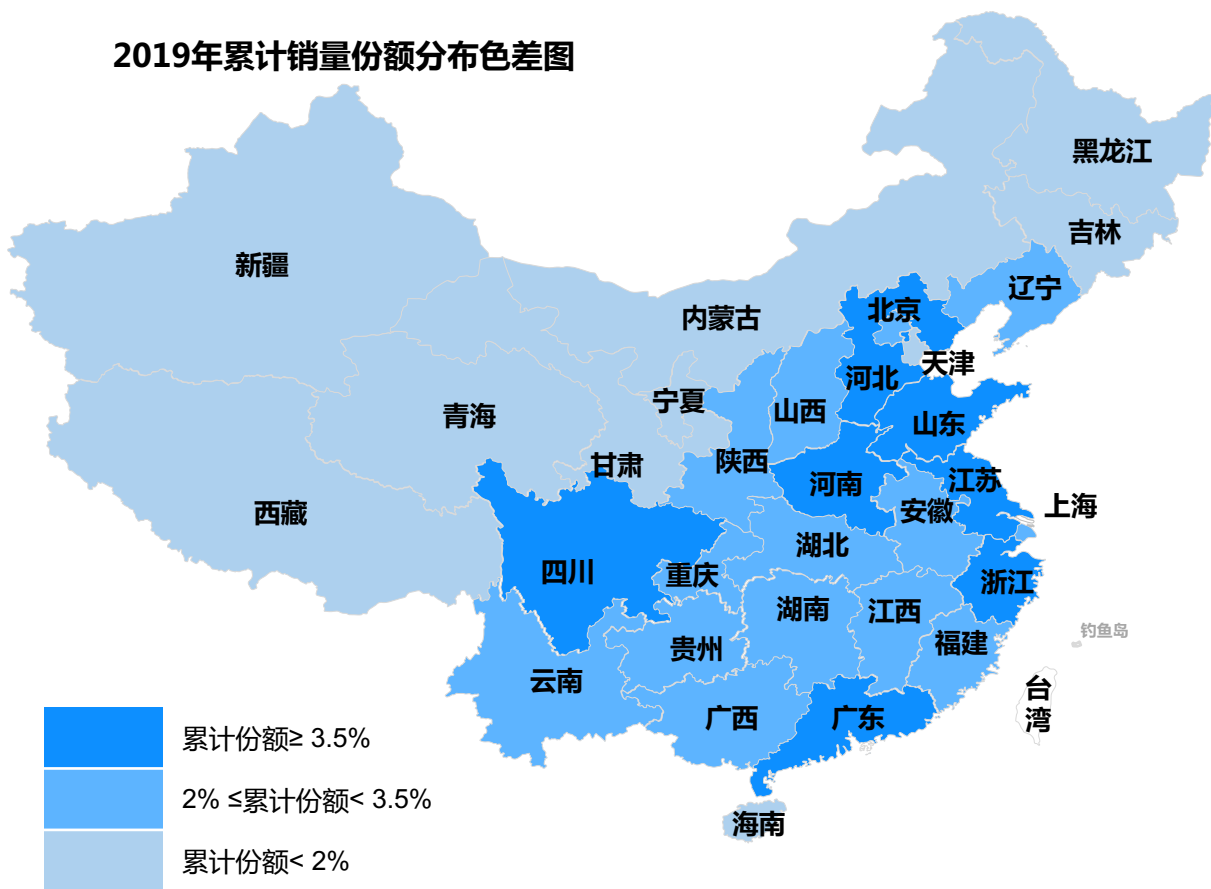 2019年累计销量份额分布色差图
黑龙江
吉林
新疆
辽宁
北京
内蒙古
天津
河北
宁夏
青海
山西
山东
陕西
甘肃
河南
江苏
西藏
安徽
上海
湖北
四川
重庆
浙江
湖南
江西
钓鱼岛
福建
贵州
云南
台
湾
广西
广东
累计份额≥ 3.5%
2% ≤累计份额< 3.5%
海南
累计份额< 2%